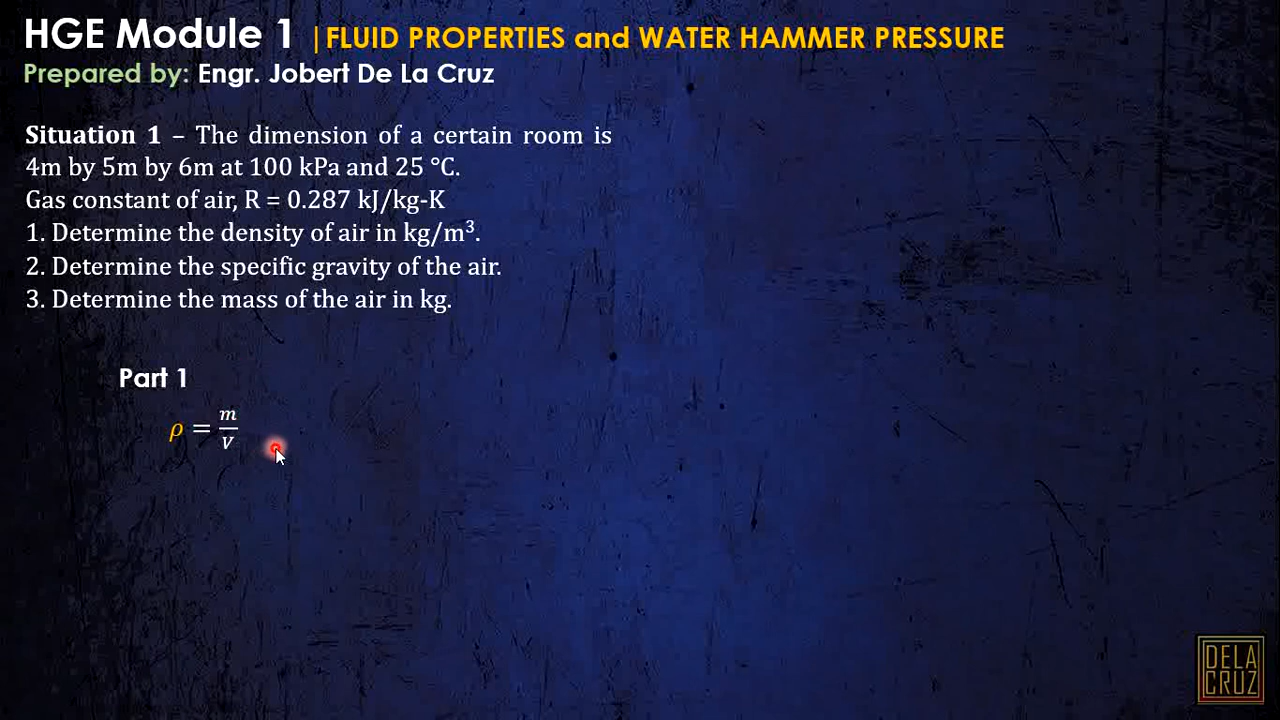 HGE Module 1 |FLUID PROPERTIES and WATER HAMMER PRESSURE
Prepared by: Engr. Jobert De La Cruz
Situation 1 – The dimension of a certain room is
4m by 5m by 6m at 100 kPa and 25 °C.
Gas constant of air, R = 0.287 kJ/kg-K
1. Determine the density of air in kg/m³.
2. Determine the specific gravity of the air.
3. Determine the mass of the air in kg.
Part 1
ρ = m/V
DELA
CRUZ